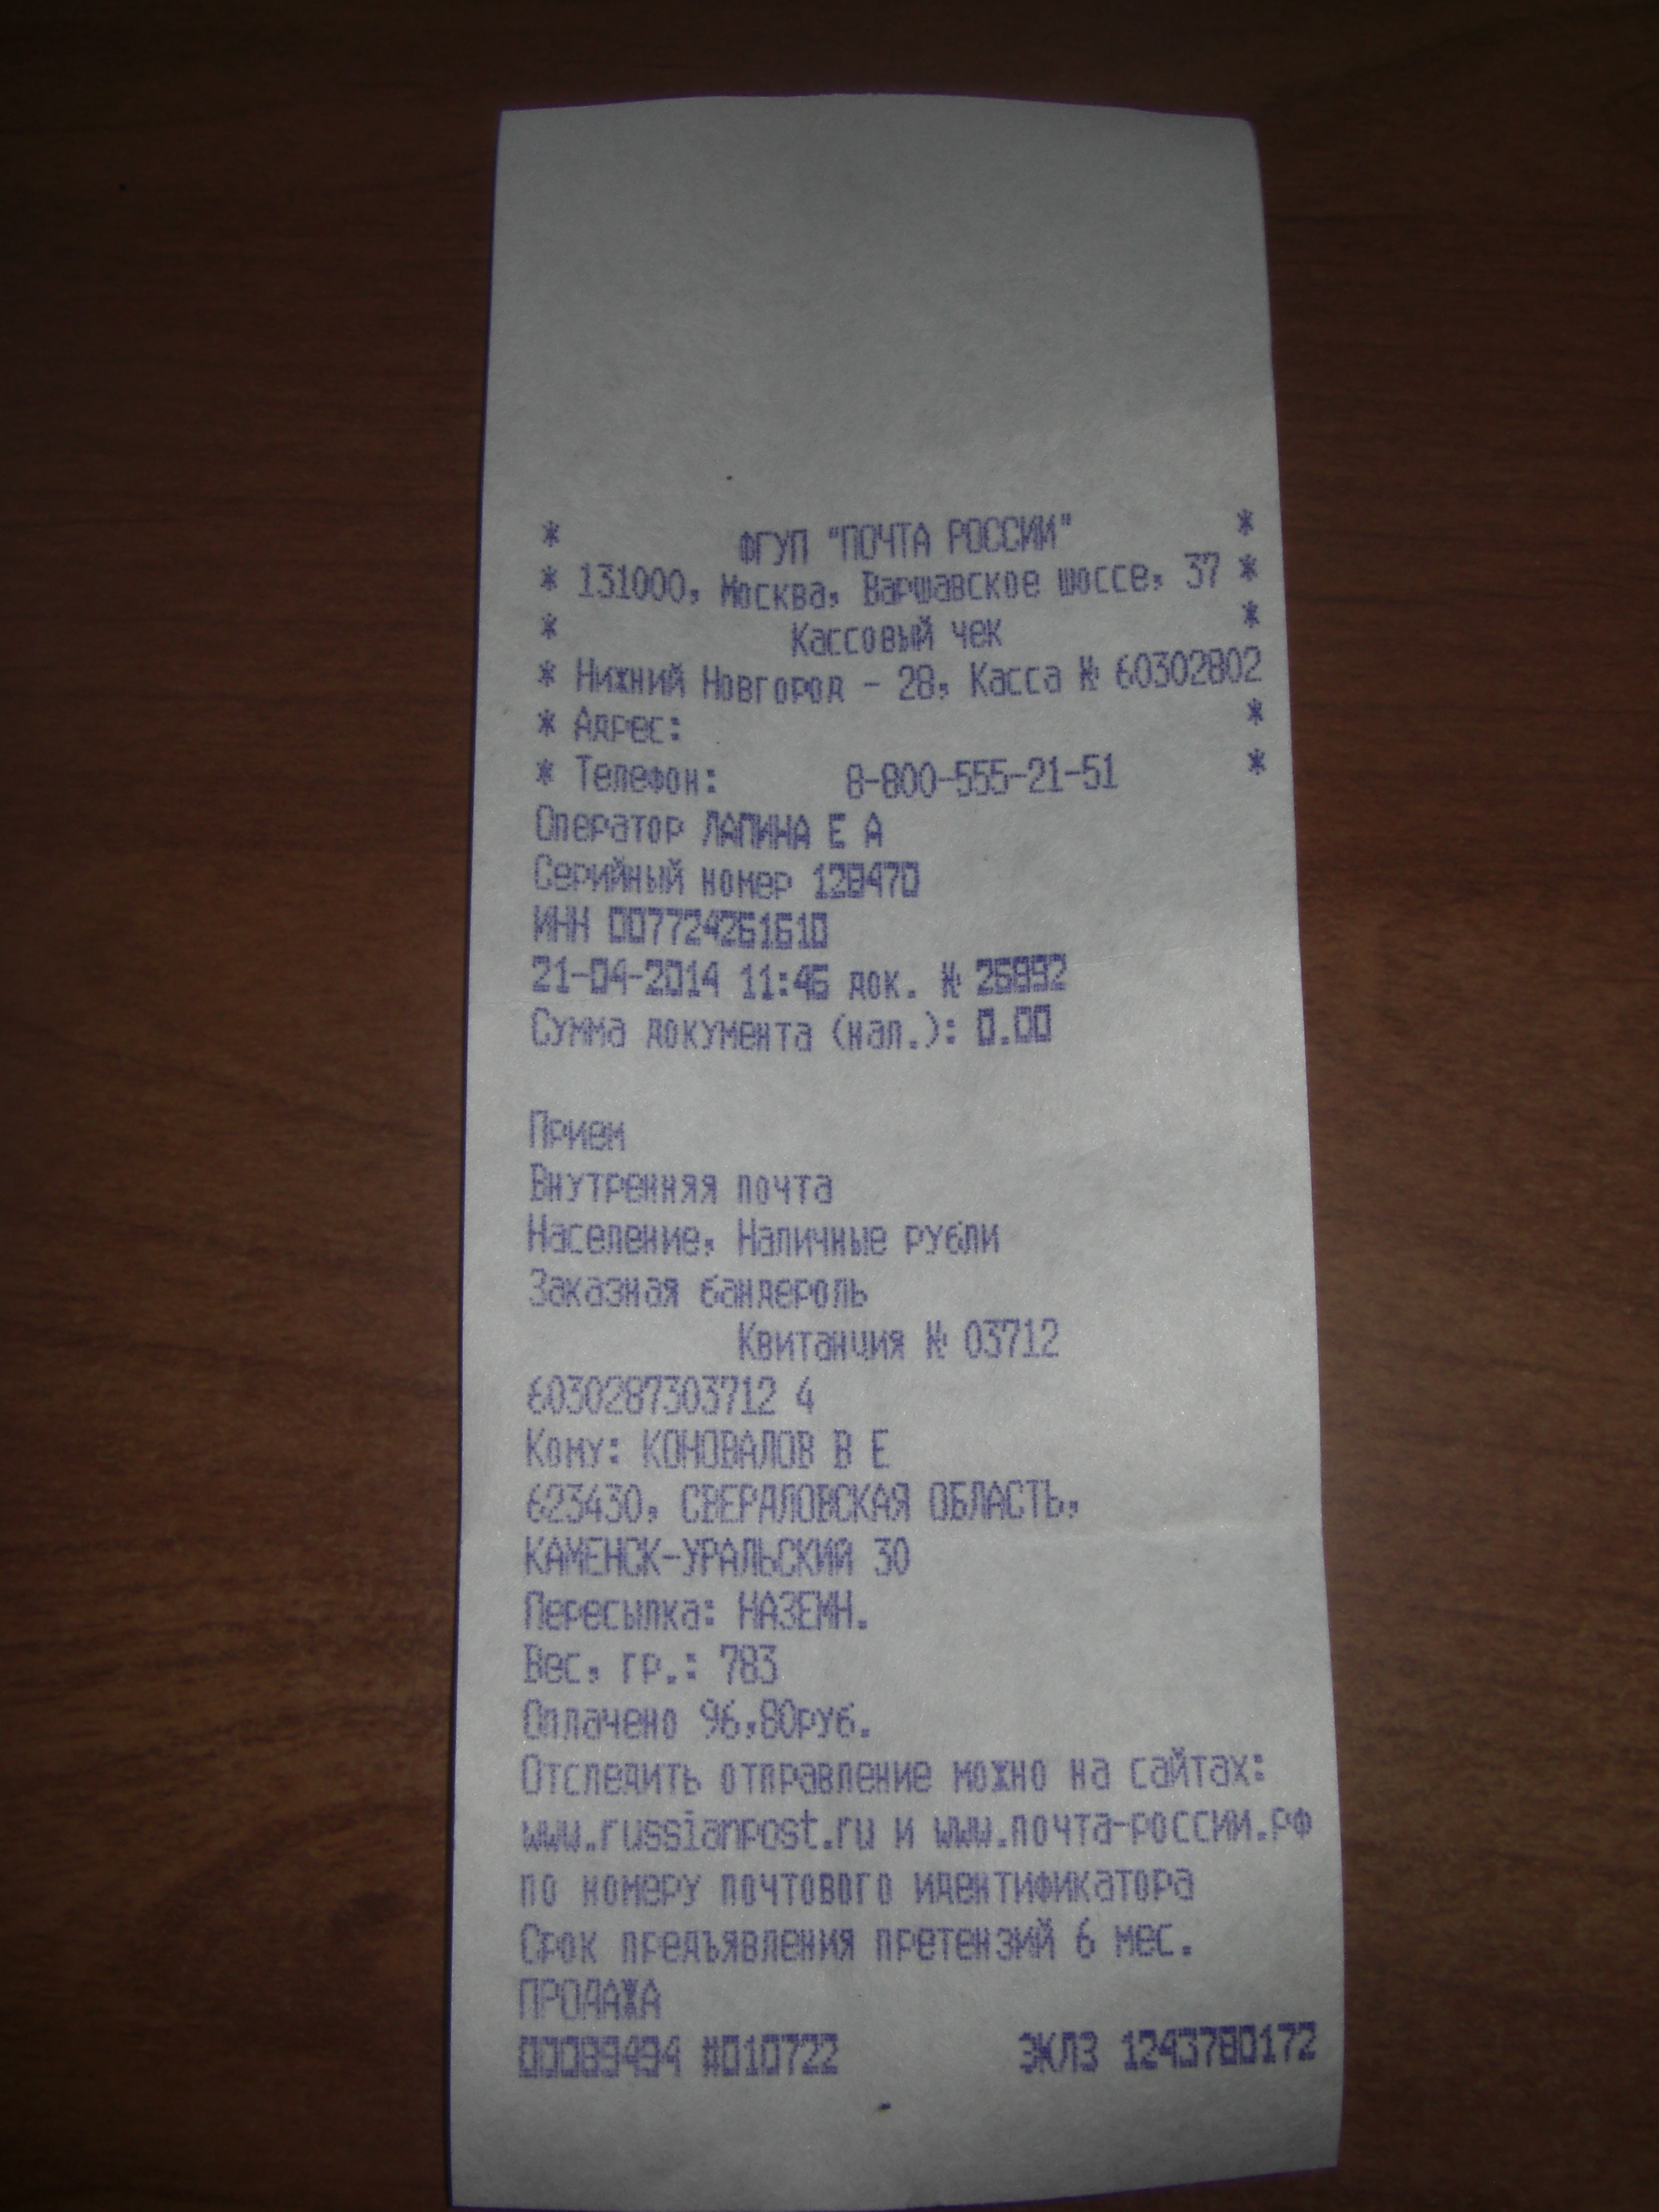 * ФГУП "ПОЧТА РОССИИ" *
* 131000, Москва, Варшавское шоссе, 37 *
* Кассовый чек *
* Нижний Новгород - 28, Касса № 60302802
* Адрес: *
* Телефон: 8-800-555-21-51 *
Оператор ЛАПИНА Е А
Серийный номер 128470
ИНН 007724261610
21-04-2014 11:46 док. № 26892
Сумма документа (нал.): 0.00
Прием
Внутренняя почта
Население, Наличные рубли
Заказная бандероль
Квитанция № 03712
6030287303712 4
Кому: КОНОВАЛОВ В Е
623430, СВЕРДЛОВСКАЯ ОБЛАСТЬ,
КАМЕНСК-УРАЛЬСКИЙ 30
Пересылка: НАЗЕМН.
Вес, гр.: 783
Оплачено 96,80руб.
Отследить отправление можно на сайтах:
www.russianpost.ru и www.почта-россии.рф
по номеру почтового идентификатора
Срок предъявления претензий 6 мес.
ПРОДАЖА
00089494 #010722 ЭКЛЗ 1243780172